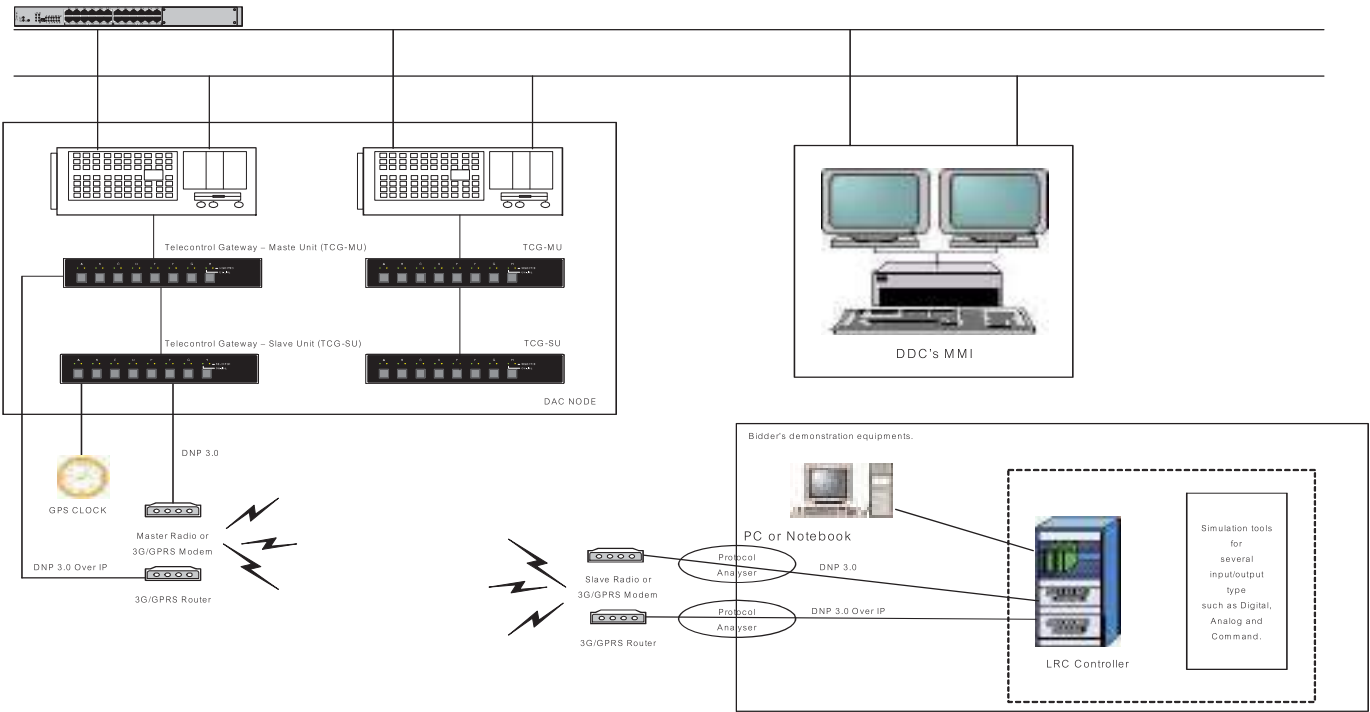 Telecontrol Gateway – Maste Unit (TCG-MU)
TCG-MU
Telecontrol Gateway – Slave Unit (TCG-SU)
TCG-SU
DAC NODE
DDC's MMI
DNP 3.0
GPS CLOCK
Master Radio or
3G/GPRS Modem
DNP 3.0 Over IP
3G/GPRS Router
Slave Radio or
3G/GPRS Modem
3G/GPRS Router
Bidder's demonstration equipments.
PC or Notebook
Protocol
Analyser
DNP 3.0
Protocol
Analyser
DNP 3.0 Over IP
LRC Controller
Simulation tools
for
several
input/output
type
such as Digital,
Analog and
Command.